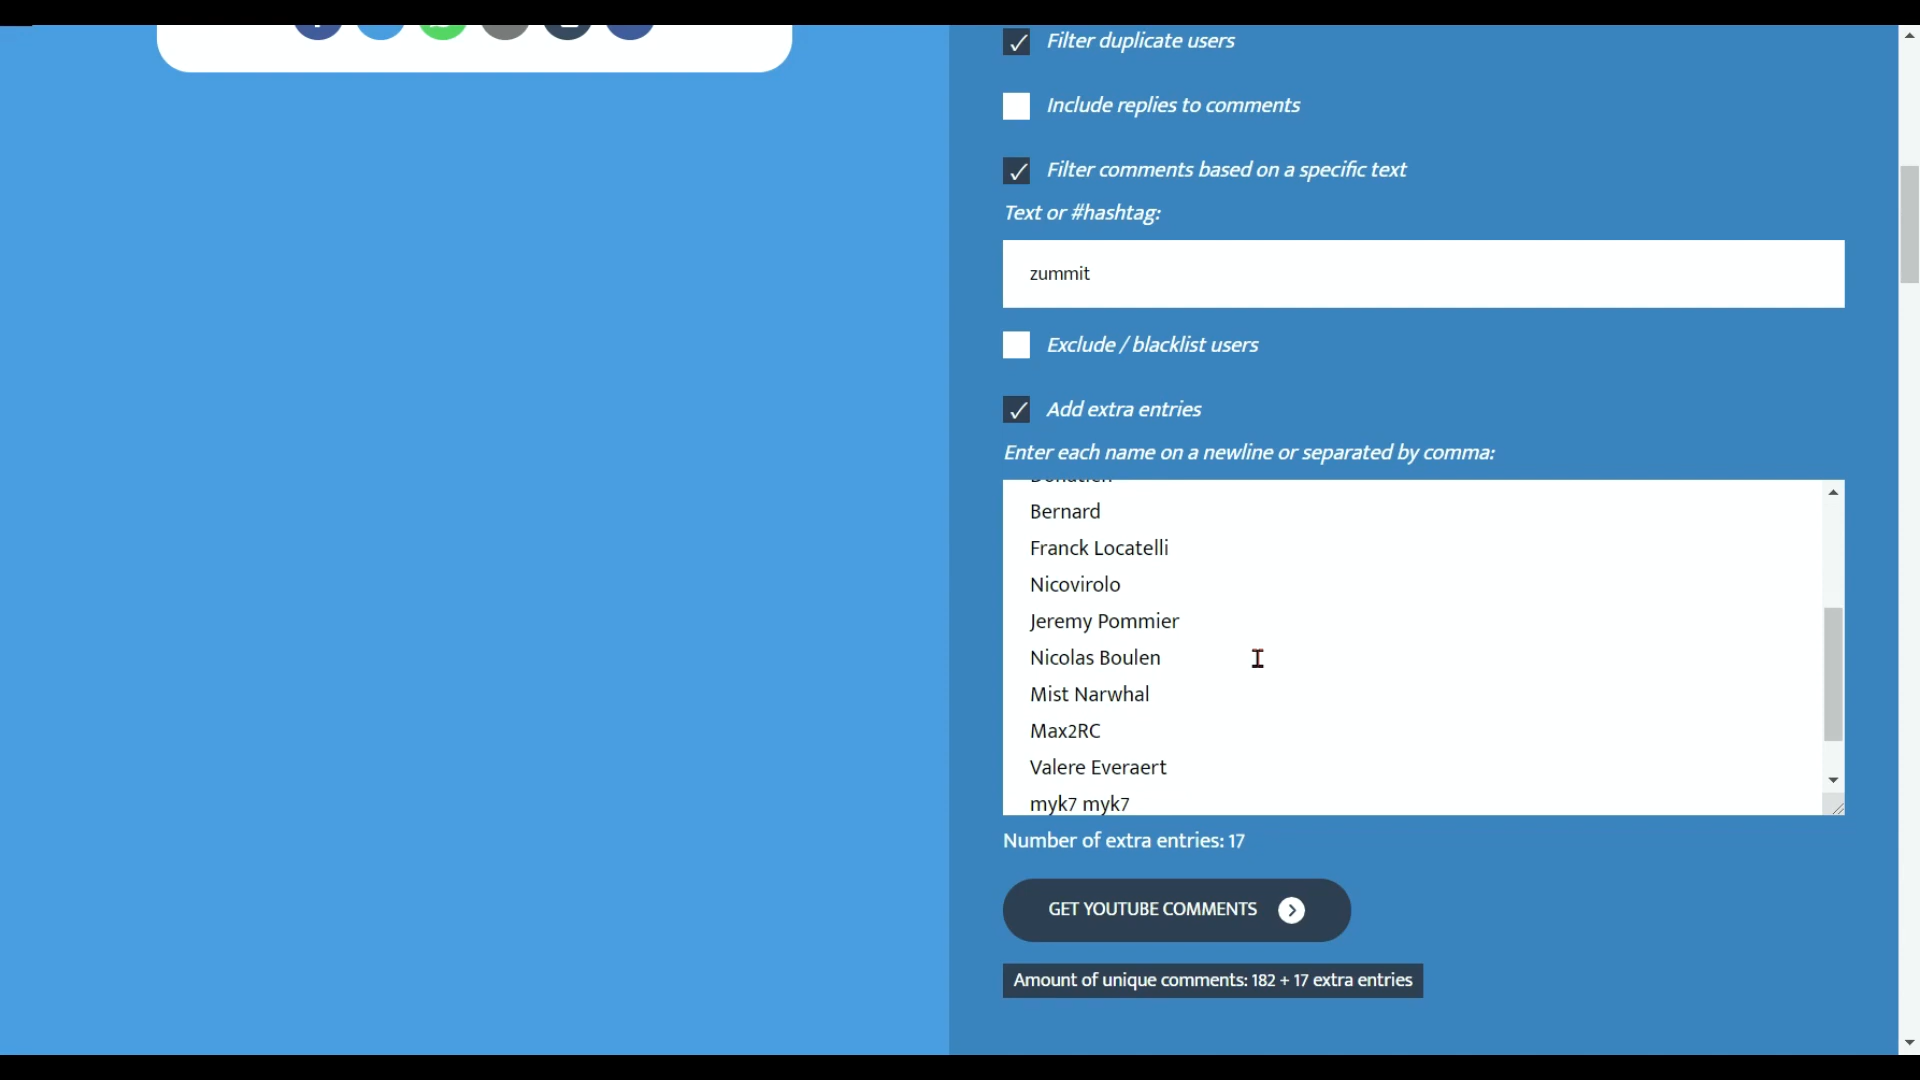 Filter duplicate users
Include replies to comments
Filter comments based on a specific text
Text or #hashtag:
zummit
Exclude / blacklist users
Add extra entries
Enter each name on a newline or separated by comma:
Bernard
Franck Locatelli
Nicovirolo
Jeremy Pommier
Nicolas Boulen
Mist Narwhal
Max2RC
Valere Everaert
myk7 myk7
Number of extra entries: 17
GET YOUTUBE COMMENTS
Amount of unique comments: 182 + 17 extra entries